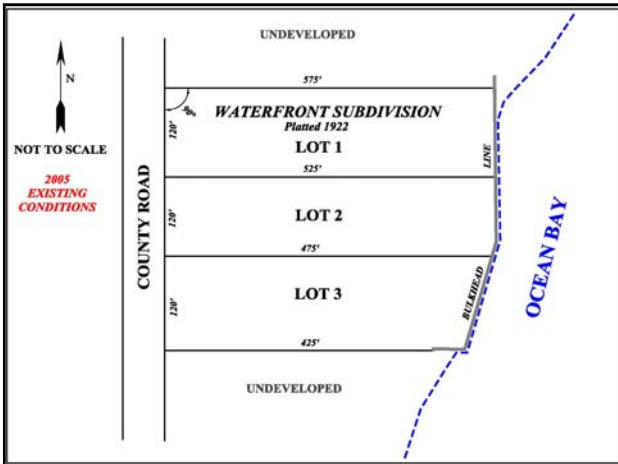 UNDEVELOPED
N
NOT TO SCALE
2005
EXISTING
CONDITIONS
COUNTY ROAD
575'
90°
120'
WATERFRONT SUBDIVISION
Platted 1922
LOT 1
LINE
525'
120'
LOT 2
475'
120'
LOT 3
BULKHEAD
425'
OCEAN BAY
UNDEVELOPED